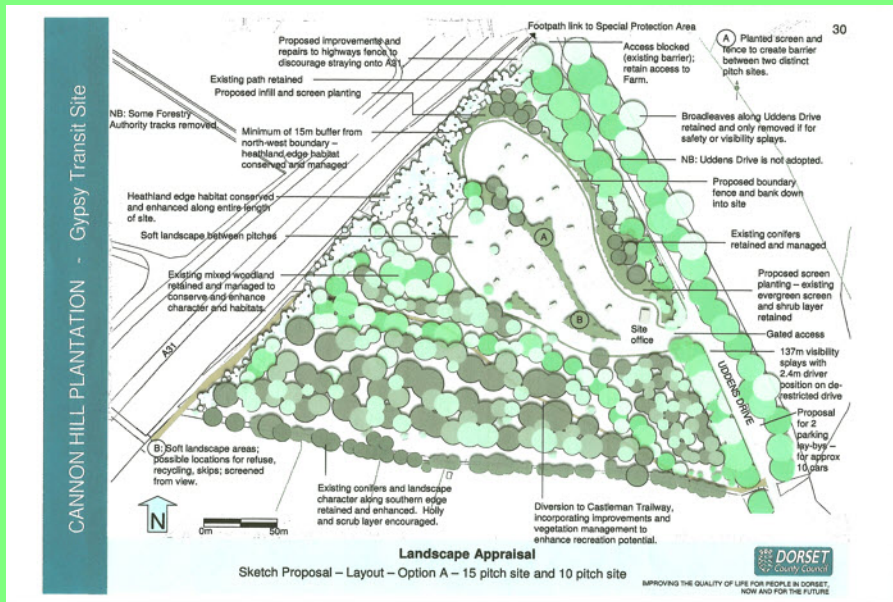 30
CANNON HILL PLANTATION - Gypsy Transit Site
Footpath link to Special Protection Area
Proposed improvements and
repairs to highways fence to
discourage straying onto A31
Existing path retained
Proposed infill and screen planting
NB: Some Forestry
Authority tracks removed
Minimum of 15m buffer from
north-west boundary –
heathland edge habitat
conserved and managed
Heathland edge habitat conserved
and enhanced along entire length
of site.
Soft landscape between pitches
Existing mixed woodland
retained and managed to
conserve and enhance
character and habitats.
A31
Access blocked
(existing barrier);
retain access to
Farm.
A
Planted screen and
fence to create barrier
between two distinct
pitch sites.
Broadleaves along Uddens Drive
retained and only removed if for
safety or visibility splays.
NB: Uddens Drive is not adopted.
Proposed boundary
fence and bank down
into site
Existing conifers
retained and managed
Proposed screen
planting – existing
evergreen screen
and shrub layer
retained
Gated access
137m visibility
splays with
2.4m driver
position on de-
restricted drive
Proposal
for 2
parking
lay-bys –
for approx
10 cars
A
B
Site
office
UDDENS DRIVE
B: Soft landscape areas;
possible locations for refuse,
recycling, skips; screened
from view.
Existing conifers and landscape
character along southern edge
retained and enhanced. Holly
and scrub layer encouraged.
Diversion to Castleman Trailway,
incorporating improvements and
vegetation management to
enhance recreation potential.
N
0m 50m
Landscape Appraisal
Sketch Proposal – Layout – Option A – 15 pitch site and 10 pitch site
DORSET
County Council
IMPROVING THE QUALITY OF LIFE FOR PEOPLE IN DORSET,
NOW AND FOR THE FUTURE